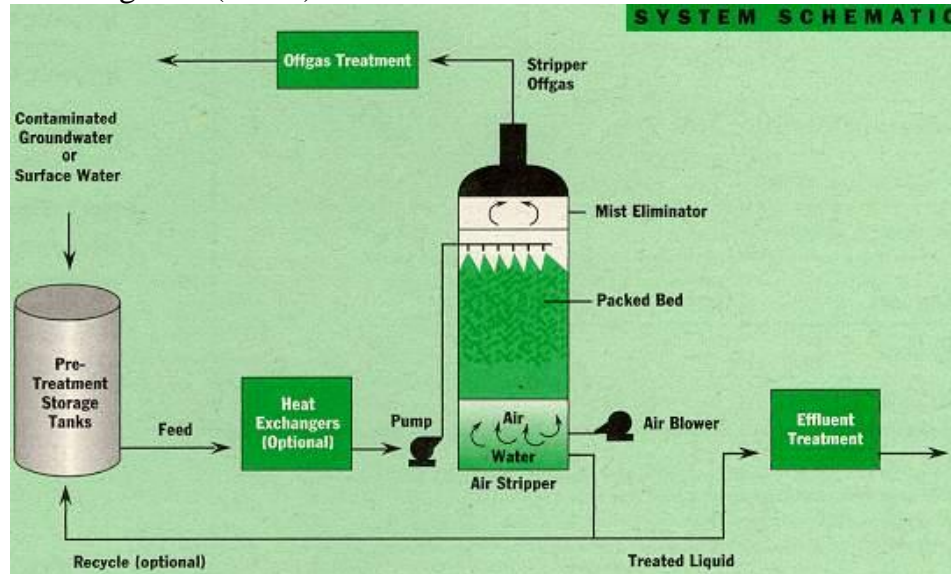 SYSTEM SCHEMATIC
Offgas Treatment
Stripper
Offgas
Contaminated
Groundwater
or
Surface Water
Mist Eliminator
Packed Bed
Pre-
Treatment
Storage
Tanks
Feed
Heat
Exchangers
(Optional)
Pump
Air
Water
Air Blower
Effluent
Treatment
Air Stripper
Recycle (optional)
Treated Liquid